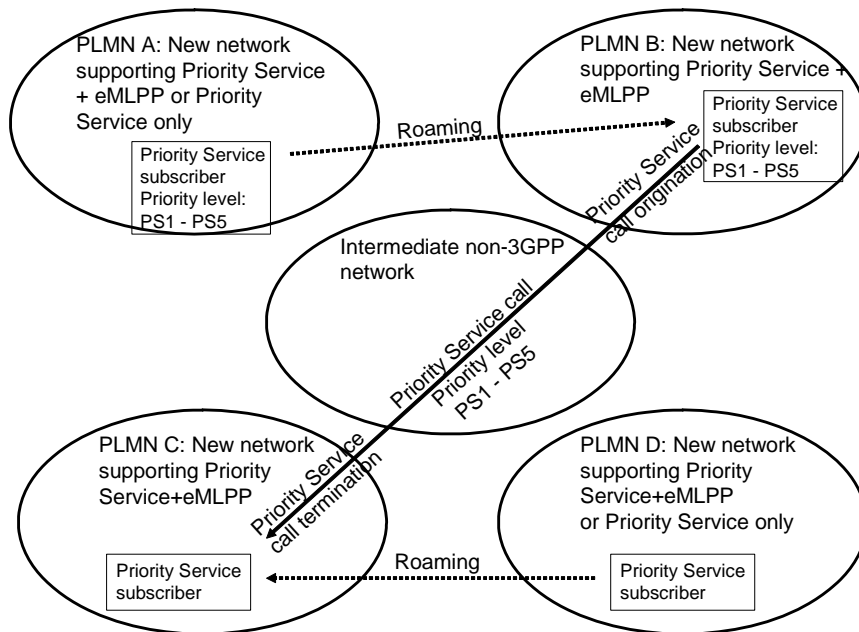 PLMN A: New network
supporting Priority Service
+ eMLPP or Priority
Service only
Priority Service
subscriber
Priority level:
PS1 - PS5
Roaming
PLMN B: New network
supporting Priority Service +
eMLPP
Priority Service
subscriber
Priority level:
PS1 - PS5
Priority Service
call origination
Intermediate non-3GPP
network
Priority Service call
Priority level
PS1 - PS5
Priority Service
call termination
PLMN C: New network
supporting Priority
Service+eMLPP
Priority Service
subscriber
Roaming
PLMN D: New network
supporting Priority
Service+eMLPP
or Priority Service only
Priority Service
subscriber